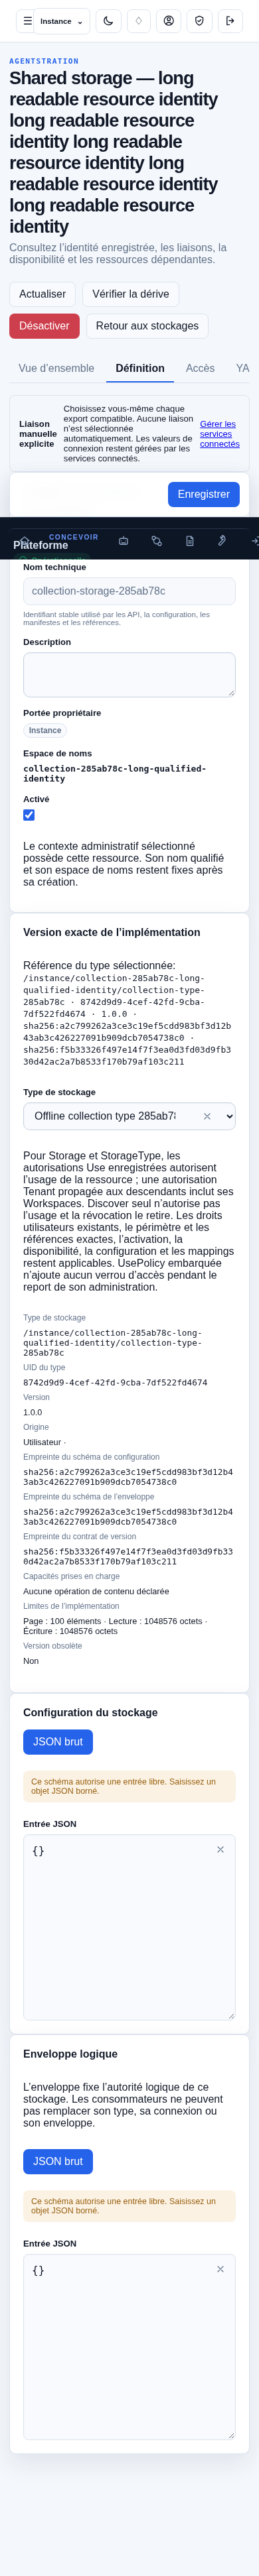 Instance
AGENTSTRATION
Shared storage — long
readable resource
identity long readable
resource identity long
readable resource identity
long readable resource
identity
Consultez l’identité enregistrée, les liaisons, la
disponibilité et les ressources dépendantes.
Actualiser
Vérifier la dérive
Désactiver
Retour aux stockages
Vue d’ensemble
Définition
Accès
YA
Liaison
manuelle
explicite
Choisissez vous-même chaque
export compatible. Aucune liaison
n’est sélectionnée
automatiquement. Les valeurs de
connexion restent gérées par les
services connectés.
Gérer les
services
connectés
Enregistrer
CONCEVOIR
Plateforme
Nom technique
collection-storage-285ab78c
Identifiant stable utilisé par les API, la configuration, les
manifestes et les références.
Description
Portée propriétaire
Instance
Espace de noms
collection-285ab78c-long-qualified-
identity
Activé
Le contexte administratif sélectionné
possède cette ressource. Son nom qualifié
et son espace de noms restent fixes après
sa création.
Version exacte de l’implémentation
Référence du type sélectionnée:
/instance/collection-285ab78c-long-
qualified-identity/collection-type-
285ab78c · 8742d9d9-4cef-42fd-9cba-
7df522fd4674 · 1.0.0 ·
sha256:a2c799262a3ce3c19ef5cdd983bf3d12b
43ab3c426227091b909dcb7054738c0 ·
sha256:f5b33326f497e14f7f3ea0d3fd03d9fb3
30d42ac2a7b8533f170b79af103c211
Type de stockage
Offline collection type 285ab78
Pour Storage et StorageType, les
autorisations Use enregistrées autorisent
l’usage de la ressource ; une autorisation
Tenant propagée aux descendants inclut ses
Workspaces. Discover seul n’autorise pas
l’usage et la révocation le retire. Les droits
utilisateurs existants, le périmètre et les
références exactes, l’activation, la
disponibilité, la configuration et les mappings
restent applicables. UsePolicy embarquée
n’ajoute aucun verrou d’accès pendant le
report de son administration.
Type de stockage
/instance/collection-285ab78c-long-
qualified-identity/collection-type-
285ab78c
UID du type
8742d9d9-4cef-42fd-9cba-7df522fd4674
Version
1.0.0
Origine
Utilisateur ·
Empreinte du schéma de configuration
sha256:a2c799262a3ce3c19ef5cdd983bf3d12b4
3ab3c426227091b909dcb7054738c0
Empreinte du schéma de l’enveloppe
sha256:a2c799262a3ce3c19ef5cdd983bf3d12b4
3ab3c426227091b909dcb7054738c0
Empreinte du contrat de version
sha256:f5b33326f497e14f7f3ea0d3fd03d9fb33
0d42ac2a7b8533f170b79af103c211
Capacités prises en charge
Aucune opération de contenu déclarée
Limites de l’implémentation
Page : 100 éléments · Lecture : 1048576 octets ·
Écriture : 1048576 octets
Version obsolète
Non
Configuration du stockage
JSON brut
Ce schéma autorise une entrée libre. Saisissez un
objet JSON borné.
Entrée JSON
{}
Enveloppe logique
L’enveloppe fixe l’autorité logique de ce
stockage. Les consommateurs ne peuvent
pas remplacer son type, sa connexion ou
son enveloppe.
JSON brut
Ce schéma autorise une entrée libre. Saisissez un
objet JSON borné.
Entrée JSON
{}